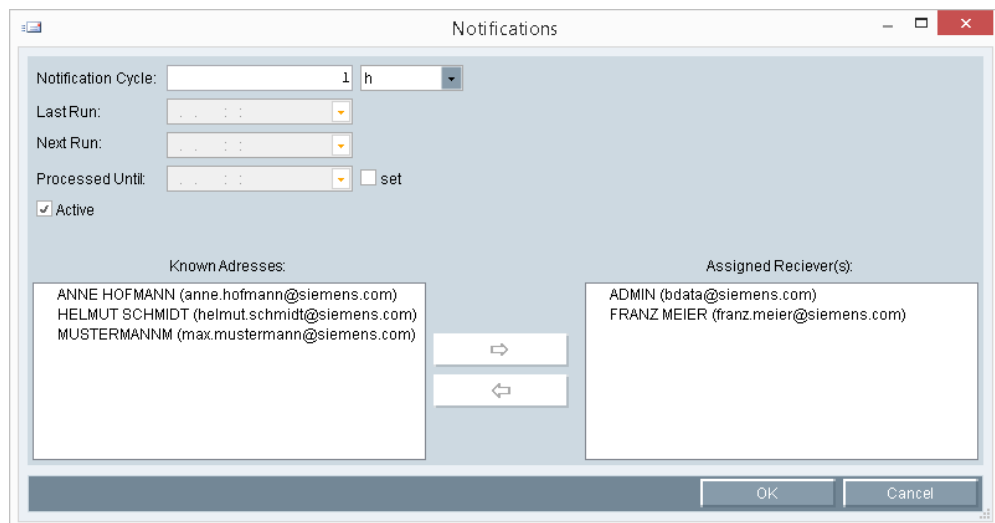 Notifications
Notification Cycle: 1 h
Last Run: . . : :
Next Run: . . : :
Processed Until: . . : : set
Active
Known Adresses:
ANNE HOFMANN (anne.hofmann@siemens.com)
HELMUT SCHMIDT (helmut.schmidt@siemens.com)
MUSTERMANNM (max.mustermann@siemens.com)
Assigned Reciever(s):
ADMIN (bdata@siemens.com)
FRANZ MEIER (franz.meier@siemens.com)
OK Cancel